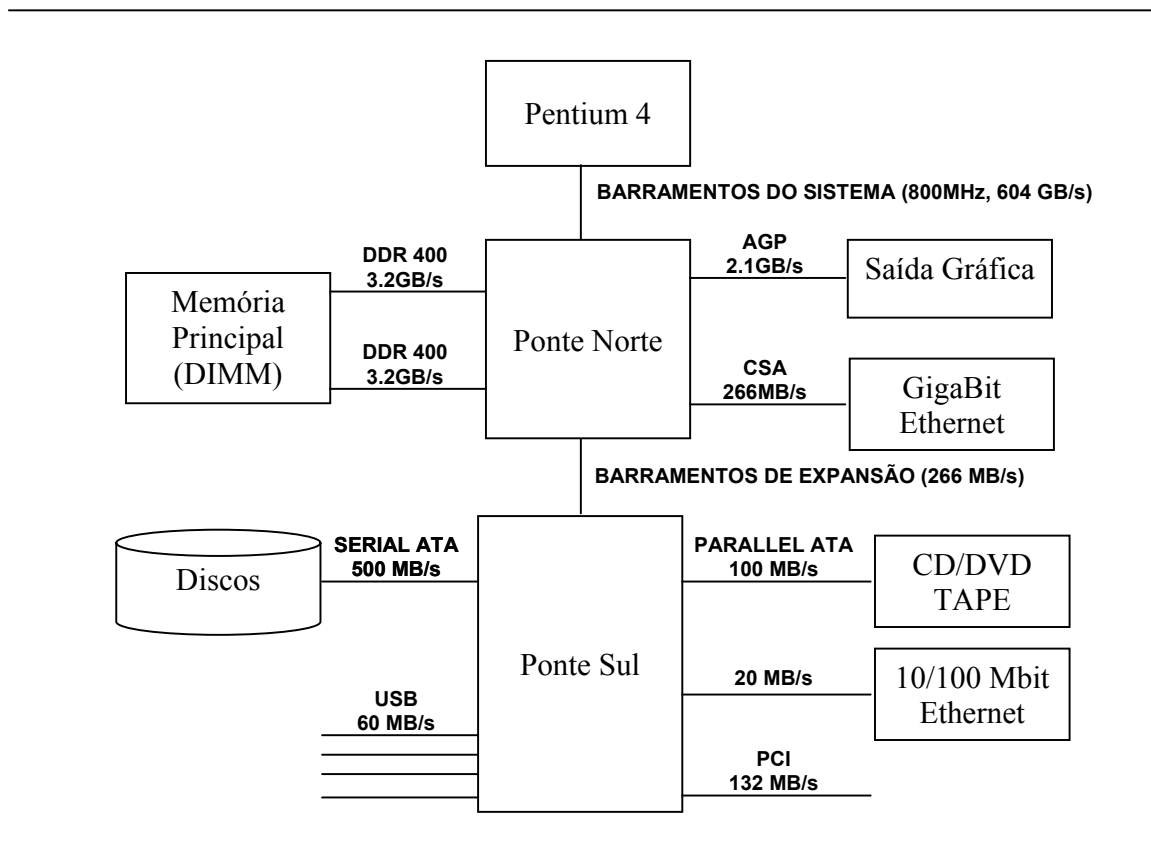 Pentium 4
BARRAMENTOS DO SISTEMA (800MHz, 604 GB/s)
DDR 400
3.2GB/s
AGP
2.1GB/s
Saída Gráfica
Memória
Principal
(DIMM)
Ponte Norte
DDR 400
3.2GB/s
CSA
266MB/s
GigaBit
Ethernet
BARRAMENTOS DE EXPANSÃO (266 MB/s)
SERIAL ATA
500 MB/s
Discos
PARALLEL ATA
100 MB/s
CD/DVD
TAPE
Ponte Sul
20 MB/s
10/100 Mbit
Ethernet
USB
60 MB/s
PCI
132 MB/s